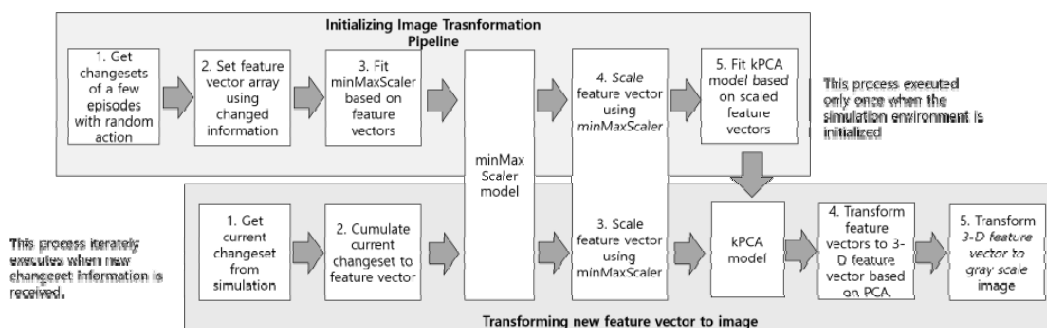 Initializing Image Trasnformation
Pipeline
1. Get
changesets
of a few
episodes
with random
action
2. Set feature
vector array
using
changed
information
3. Fit
minMaxScaler
based on
feature
vectors
minMax
Scaler
model
4. Scale
feature vector
using
minMaxScaler
5. Fit kPCA
model based
on scaled
feature
vectors
This process executed
only once when the
simulation environment is
initialized
This process iterately
executes when new
changeset information is
received.
1. Get
current
changeset
from
simulation
2. Cumulate
current
changeset to
feature vector
3. Scale
feature vector
using
minMaxScaler
kPCA
model
4. Transform
feature
vectors to 3-
D feature
vector based
on PCA.
5. Transform
3-D feature
vector to
gray scale
image
Transforming new feature vector to image